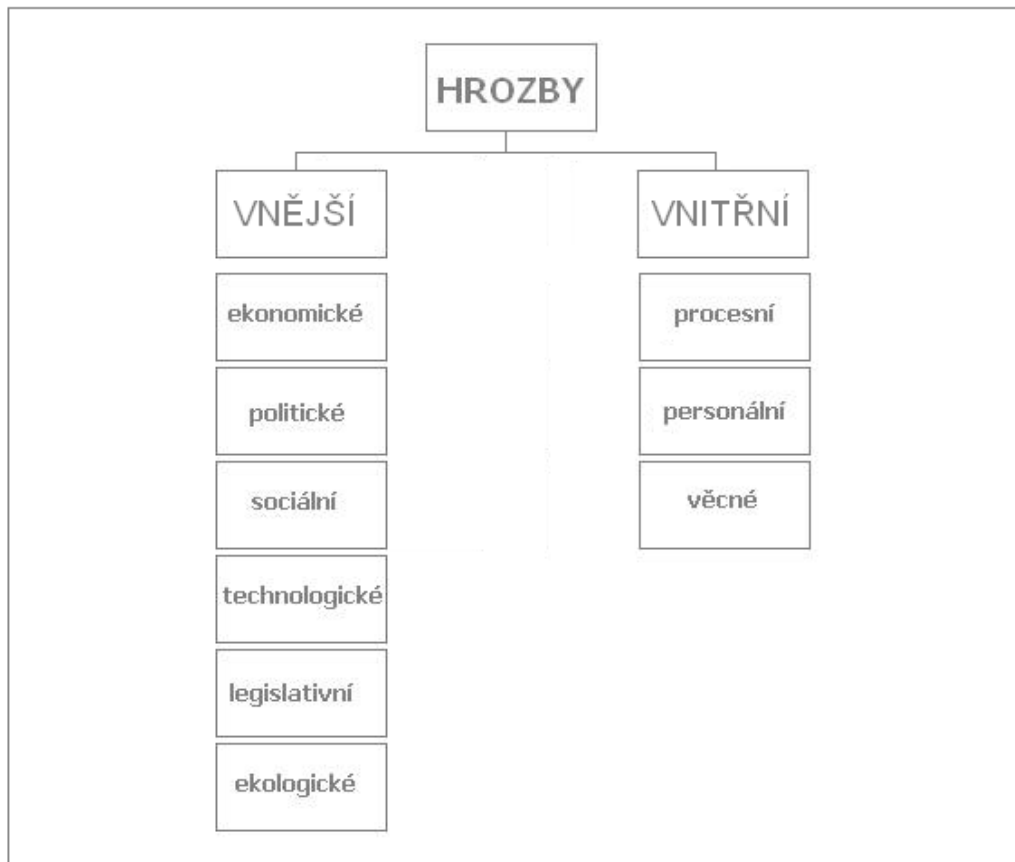 HROZBY
VNĚJŠÍ
VNITŘNÍ
ekonomické
procesní
politické
personální
sociální
věcné
technologické
legislativní
ekologické